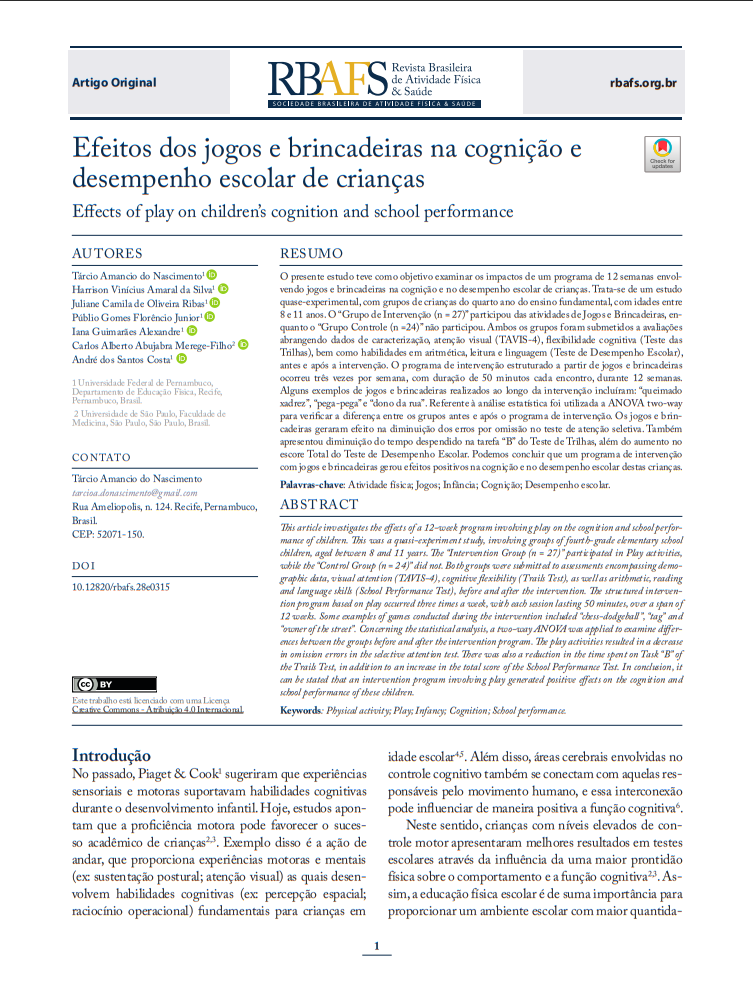 Artigo Original
RBAFS
Revista Brasileira
de Atividade Física
& Saúde
SOCIEDADE BRASILEIRA DE ATIVIDADE FÍSICA & SAÚDE
rbafs.org.br
Efeitos dos jogos e brincadeiras na cognição e
desempenho escolar de crianças
Effects of play on children's cognition and school performance
Check for
updates
AUTORES
Tárcio Amancio do Nascimento¹ iD
Harrison Vinícius Amaral da Silva¹ iD
Juliane Camila de Oliveira Ribas¹ iD
Públio Gomes Florêncio Junior¹ iD
Iana Guimarães Alexandre¹ iD
Carlos Alberto Abujabra Merege-Filho² iD
André dos Santos Costa¹ iD
1 Universidade Federal de Pernambuco,
Departamento de Educação Física, Recife,
Pernambuco, Brasil.
2 Universidade de São Paulo, Faculdade de
Medicina, São Paulo, São Paulo, Brasil.
CONTATO
Tárcio Amancio do Nascimento
tarcioa.donascimento@gmail.com
Rua Ameliopolis, n. 124. Recife, Pernambuco,
Brasil.
CEP: 52071-150.
DOI
10.12820/rbafs.28e0315
cc BY
Este trabalho está licenciado com uma Licença
Creative Commons - Atribuição 4.0 Internacional.
RESUMO
O presente estudo teve como objetivo examinar os impactos de um programa de 12 semanas envol-
vendo jogos e brincadeiras na cognição e no desempenho escolar de crianças. Trata-se de um estudo
quase-experimental, com grupos de crianças do quarto ano do ensino fundamental, com idades entre
8 e 11 anos. O "Grupo de Intervenção (n = 27)" participou das atividades de Jogos e Brincadeiras, en-
quanto o "Grupo Controle (n =24)" não participou. Ambos os grupos foram submetidos a avaliações
abrangendo dados de caracterização, atenção visual (TAVIS-4), flexibilidade cognitiva (Teste das
Trilhas), bem como habilidades em aritmética, leitura e linguagem (Teste de Desempenho Escolar),
antes e após a intervenção. O programa de intervenção estruturado a partir de jogos e brincadeiras
ocorreu três vezes por semana, com duração de 50 minutos cada encontro, durante 12 semanas.
Alguns exemplos de jogos e brincadeiras realizados ao longo da intervenção incluíram: "queimado
xadrez", "pega-pega" e "dono da rua". Referente à análise estatística foi utilizada a ANOVA two-way
para verificar a diferença entre os grupos antes e após o programa de intervenção. Os jogos e brin-
cadeiras geraram efeito na diminuição dos erros por omissão no teste de atenção seletiva. Também
apresentou diminuição do tempo despendido na tarefa "B" do Teste de Trilhas, além do aumento no
escore Total do Teste de Desempenho Escolar. Podemos concluir que um programa de intervenção
com jogos e brincadeiras gerou efeitos positivos na cognição e no desempenho escolar destas crianças.
Palavras-chave: Atividade física; Jogos; Infância; Cognição; Desempenho escolar.
ABSTRACT
This article investigates the effects of a 12-week program involving play on the cognition and school perfor-
mance of children. This was a quasi-experiment study, involving groups of fourth-grade elementary school
children, aged between 8 and 11 years. The "Intervention Group (n = 27)" participated in Play activities,
while the "Control Group (n = 24)" did not. Both groups were submitted to assessments encompassing demo-
graphic data, visual attention (TAVIS-4), cognitive flexibility (Trails Test), as well as arithmetic, reading
and language skills (School Performance Test), before and after the intervention. The structured interven-
tion program based on play occurred three times a week, with each session lasting 50 minutes, over a span of
12 weeks. Some examples of games conducted during the intervention included "chess-dodgeball", "tag" and
"owner of the street". Concerning the statistical analysis, a two-way ANOVA was applied to examine differ-
ences between the groups before and after the intervention program. The play activities resulted in a decrease
in omission errors in the selective attention test. There was also a reduction in the time spent on Task "B" of
the Trails Test, in addition to an increase in the total score of the School Performance Test. In conclusion, it
can be stated that an intervention program involving play generated positive effects on the cognition and
school performance of these children.
Keywords: Physical activity; Play; Infancy; Cognition; School performance.
Introdução
No passado, Piaget & Cook¹ sugeriram que experiências
sensoriais e motoras suportavam habilidades cognitivas
durante o desenvolvimento infantil. Hoje, estudos apon-
tam que a proficiência motora pode favorecer o suces-
so acadêmico de crianças²,³. Exemplo disso é a ação de
andar, que proporciona experiências motoras e mentais
(ex: sustentação postural; atenção visual) as quais desen-
volvem habilidades cognitivas (ex: percepção espacial;
raciocínio operacional) fundamentais para crianças em
idade escolar⁴,⁵. Além disso, áreas cerebrais envolvidas no
controle cognitivo também se conectam com aquelas res-
ponsáveis pelo movimento humano, e essa interconexão
pode influenciar de maneira positiva a função cognitiva⁶.
Neste sentido, crianças com níveis elevados de con-
trole motor apresentaram melhores resultados em testes
escolares através da influência da uma maior prontidão
física sobre o comportamento e a função cognitiva²,³. As-
sim, a educação física escolar é de suma importância para
proporcionar um ambiente escolar com maior quantida-
1